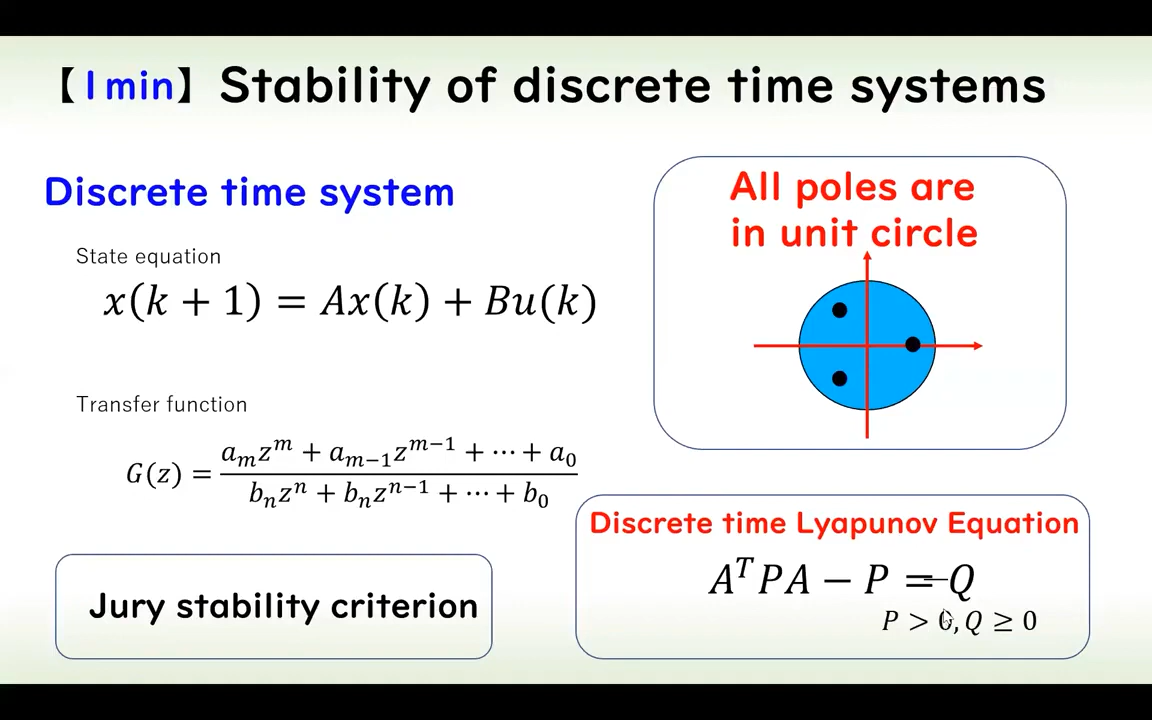 【1min】Stability of discrete time systems
Discrete time system
State equation
x(k + 1) = Ax(k) + Bu(k)
Transfer function
G(z) = \frac{a_m z^m + a_{m-1} z^{m-1} + ⋯ + a_0}{b_n z^n + b_n z^{n-1} + ⋯ + b_0}
Jury stability criterion
All poles are
in unit circle
Discrete time Lyapunov Equation
A^T PA − P = −Q
P > 0, Q ≥ 0